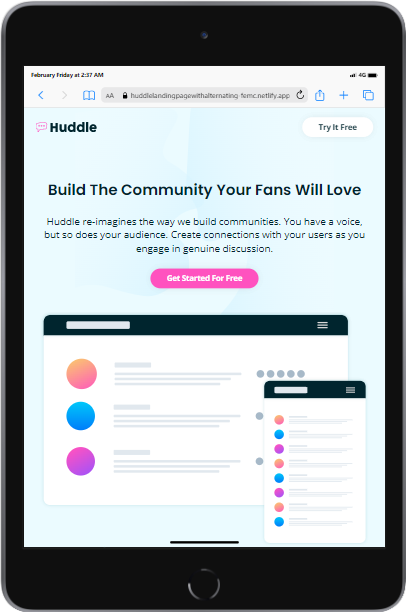 February Friday at 2:37 AM
4G
AA
huddlelandingpagewithalternating-femc.netlify.app
Huddle
Try It Free
Build The Community Your Fans Will Love
Huddle re-imagines the way we build communities. You have a voice,
but so does your audience. Create connections with your users as you
engage in genuine discussion.
Get Started For Free